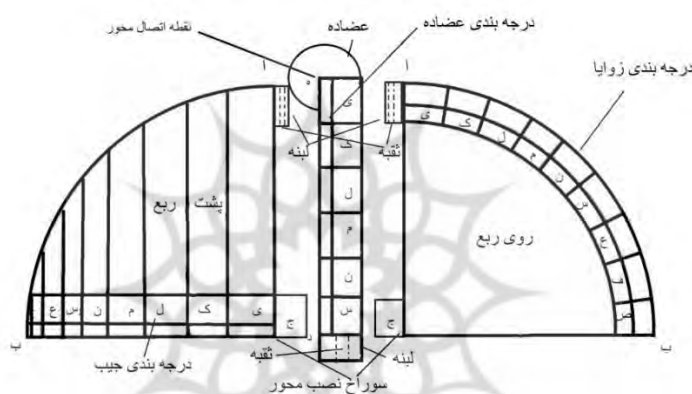 عضاده
نقطه اتصال محور
درجه بندی عضاده
ا
ا
ه
درجه بندی زوایا
ی
ی
ک
ل
م
ن
س
ع
ص
لبنه
ثقبه
ک
ل
م
ن
س
پشت ربع
روی ربع
ی
ک
ل
م
ن
س
ع
ج
ج
د
ب
ب
درجه بندی جیب
ثقبه
لبنه
سوراخ نصب محور